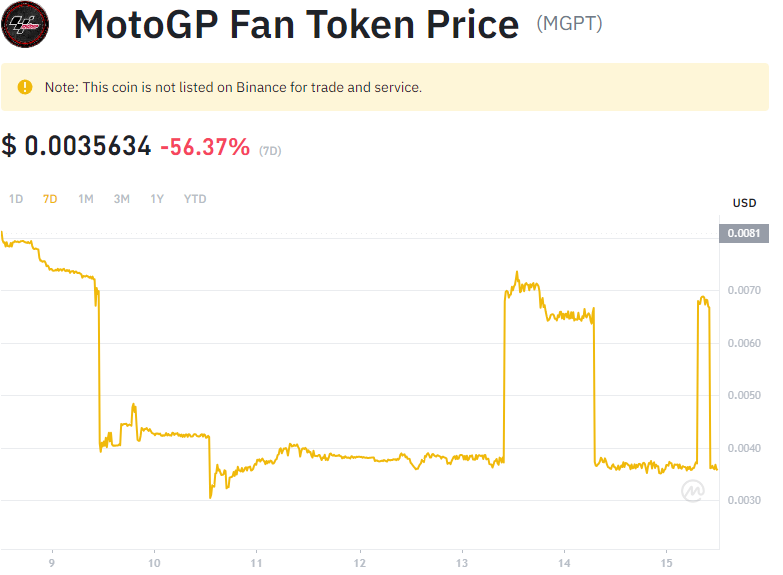 MotoGP Fan Token Price (MGPT)
Note: This coin is not listed on Binance for trade and service.
$ 0.0035634 -56.37% (7D)
1D 7D 1M 3M 1Y YTD
USD
0.0081
0.0070
0.0060
0.0050
0.0040
0.0030
9 10 11 12 13 14 15